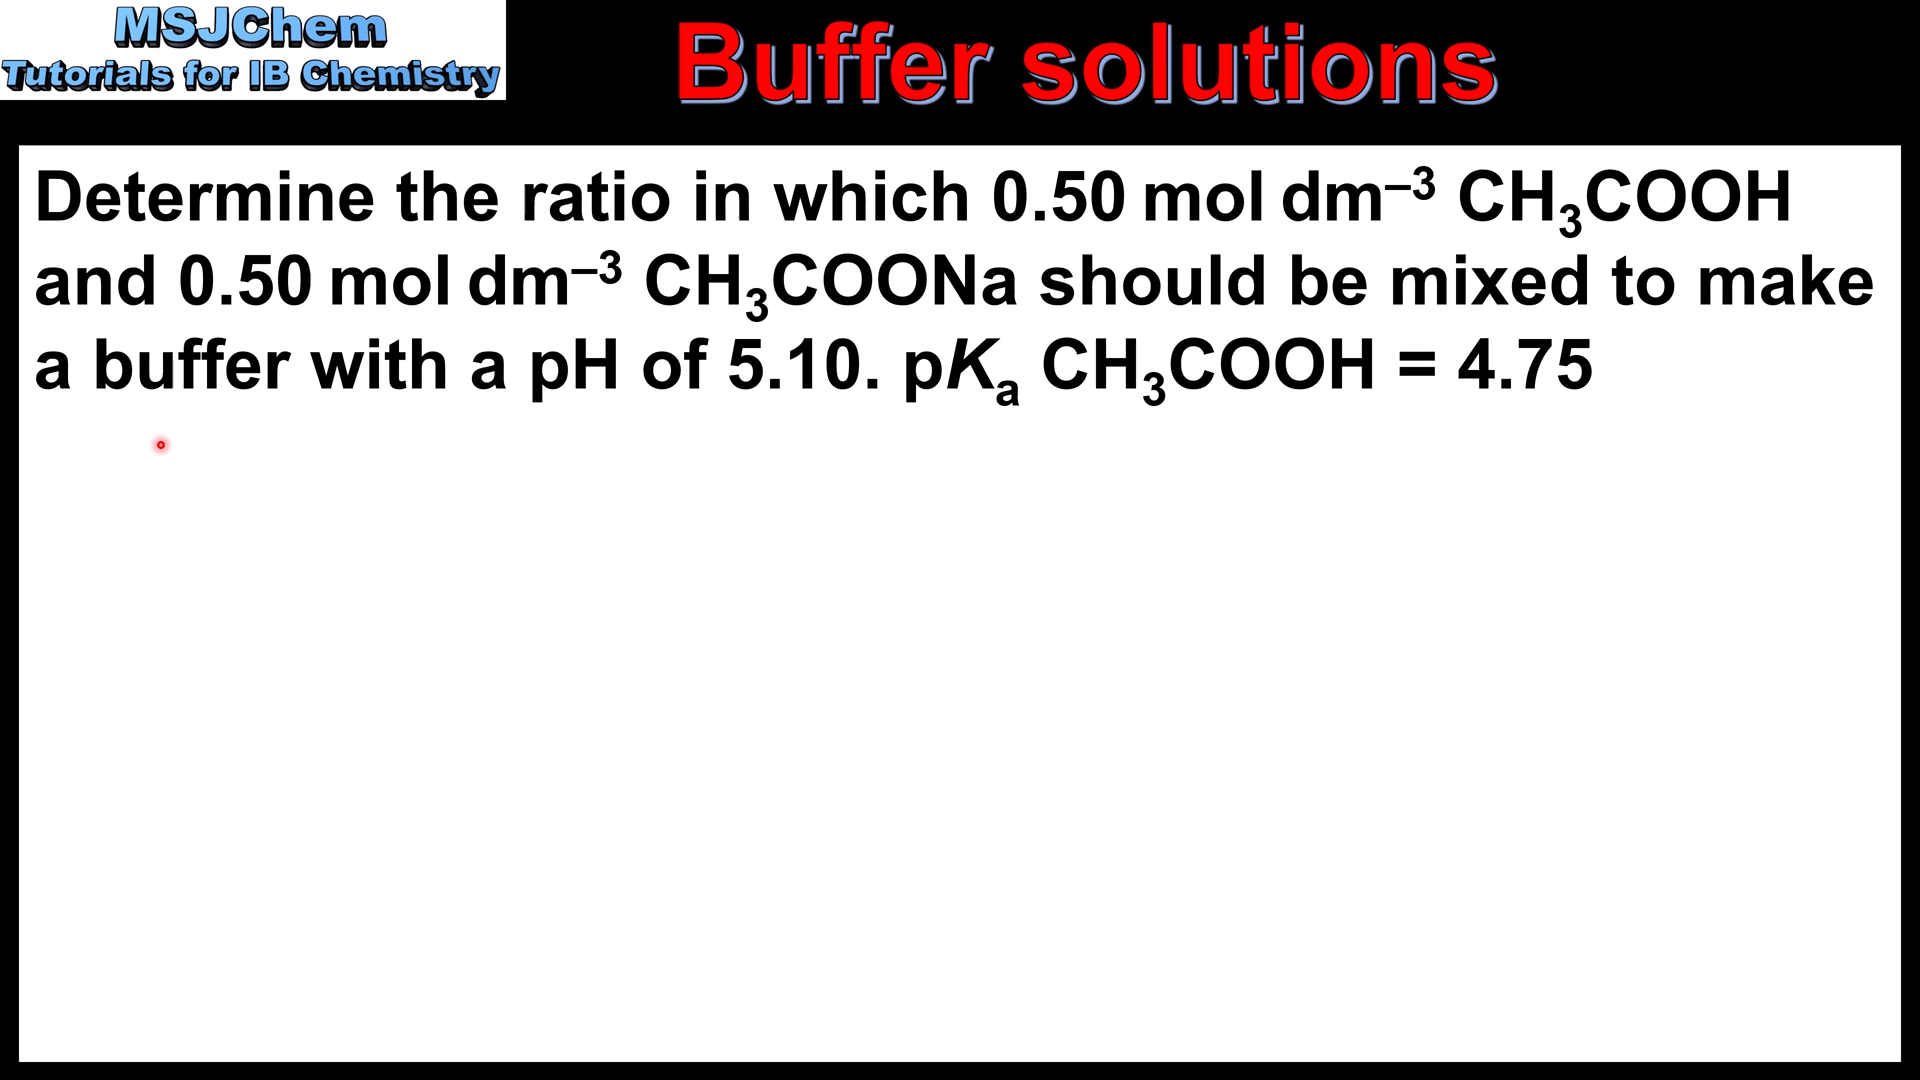 MSJChem
Tutorials for IB Chemistry
Buffer solutions
Determine the ratio in which 0.50 mol dm⁻³ CH₃COOH
and 0.50 mol dm⁻³ CH₃COONa should be mixed to make
a buffer with a pH of 5.10. pKₐ CH₃COOH = 4.75